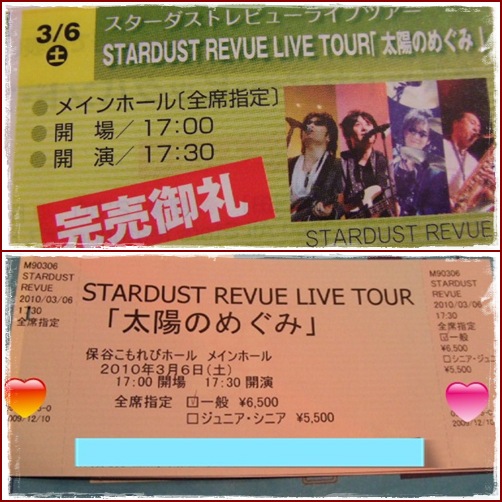 3/6
土
スターダストレビューライブツアー
STARDUST REVUE LIVE TOUR「太陽のめぐみ」
● メインホール〔全席指定〕
● 開 場／17:00
● 開 演／17:30
完売御礼
STARDUST REVUE
M90306
STARDUST
REVUE
2010/03/06
17:30
全席指定
STARDUST REVUE LIVE TOUR
「太陽のめぐみ」
保谷こもれびホール メインホール
2010年3月6日(土)
17:00 開場 17:30 開演
全席指定 ☑一般 ¥6,500
□ジュニア・シニア ¥5,500
M90306
STARDUST
REVUE
2010/03/06
17:30
全席指定
☑一般
¥6,500
□シニア・ジュ
¥5,500
2009/12/10